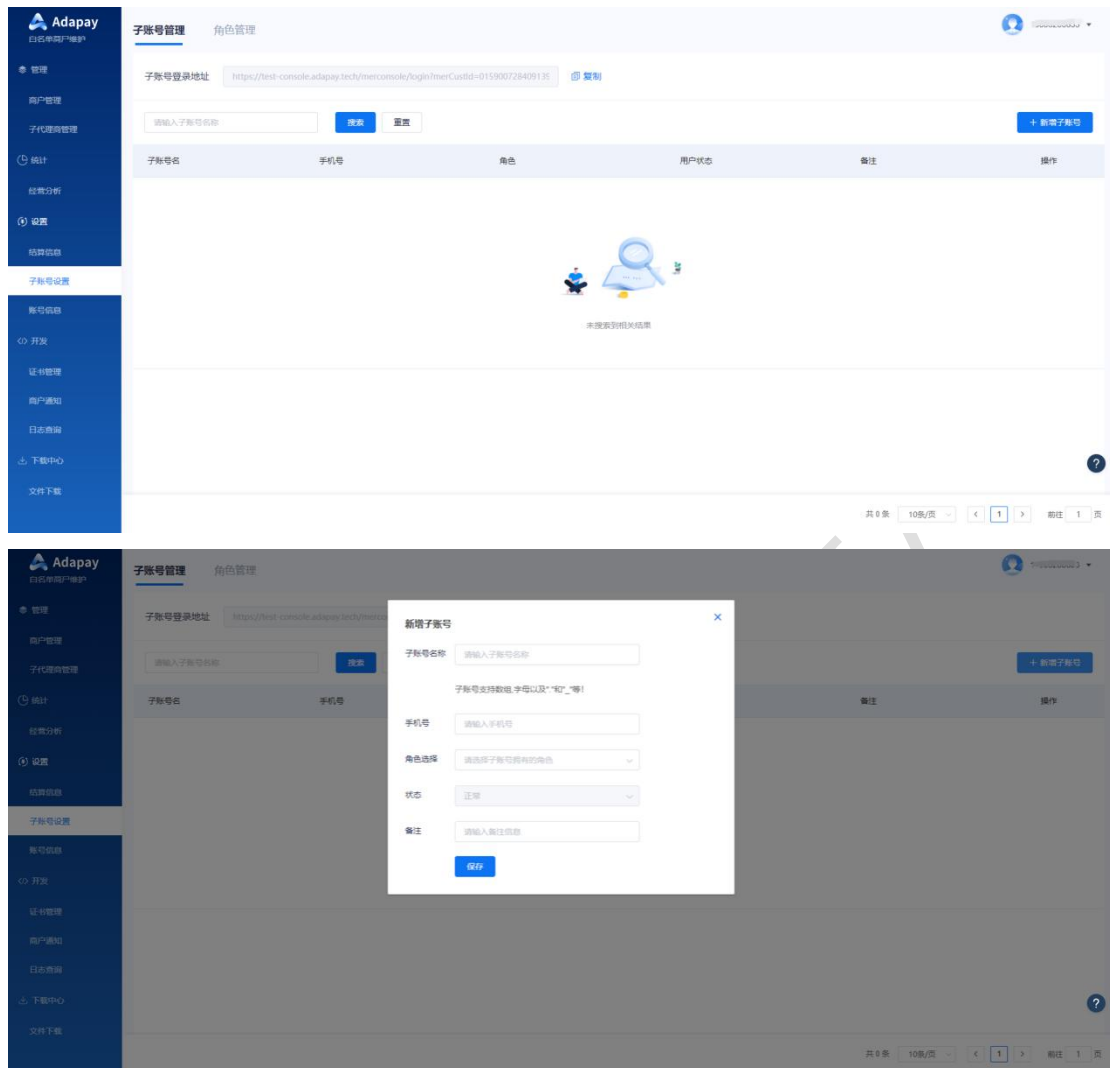 Adapay
白名单商户维护
子账号管理 角色管理
管理
子账号登录地址 https://test-console.adapay.tech/merconsole/login?merCustId=015900728409135 复制
商户管理
请输入子账号名称 搜索 重置 + 新增子账号
子代理商管理
统计
子账号名 手机号 角色 用户状态 备注 操作
经营分析
设置
结算信息
子账号设置
账号信息
未搜索到相关结果
开发
证书管理
商户通知
日志查询
下载中心
?
文件下载
共 0 条 10条/页 < 1 > 前往 1 页
Adapay
白名单商户维护
子账号管理 角色管理
管理
子账号登录地址 https://test-console.adapay.tech/merco
商户管理
请输入子账号名称 搜索 + 新增子账号
子代理商管理
统计
子账号名 手机号 备注 操作
经营分析
设置
结算信息
子账号设置
账号信息
开发
证书管理
商户通知
日志查询
下载中心
?
文件下载
共 0 条 10条/页 < 1 > 前往 1 页
新增子账号 ×
子账号名称 请输入子账号名称
子账号支持数组,字母以及"."和"_"等!
手机号 请输入手机号
角色选择 请选择子账号拥有的角色
状态 正常
备注 请输入备注信息
保存